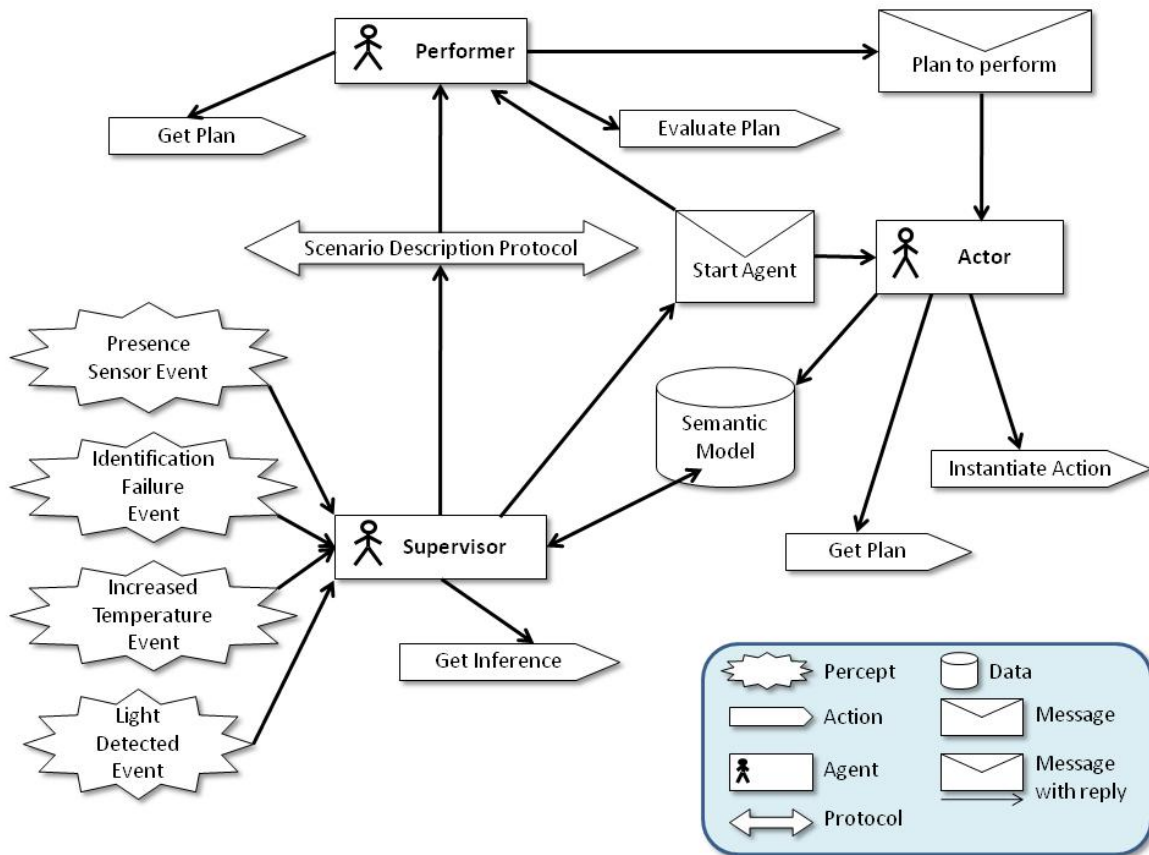 Performer
Plan to perform
Get Plan
Evaluate Plan
Scenario Description Protocol
Start Agent
Actor
Presence
Sensor Event
Semantic
Model
Identification
Failure
Event
Instantiate Action
Supervisor
Get Plan
Increased
Temperature
Event
Get Inference
Light
Detected
Event
Percept
Data
Action
Message
Agent
Message
with reply
Protocol